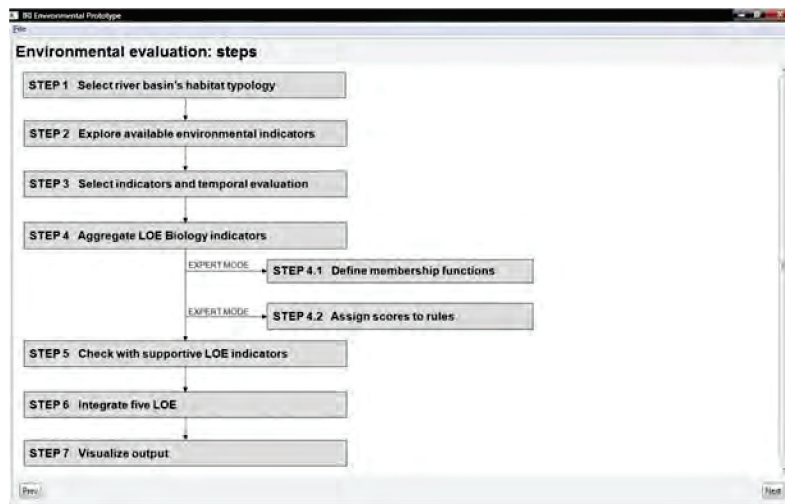 BG Environmental Prototype
File
Environmental evaluation: steps
STEP 1 Select river basin's habitat typology
STEP 2 Explore available environmental indicators
STEP 3 Select indicators and temporal evaluation
STEP 4 Aggregate LOE Biology indicators
EXPERT MODE
STEP 4.1 Define membership functions
EXPERT MODE
STEP 4.2 Assign scores to rules
STEP 5 Check with supportive LOE indicators
STEP 6 Integrate five LOE
STEP 7 Visualize output
Prev
Next